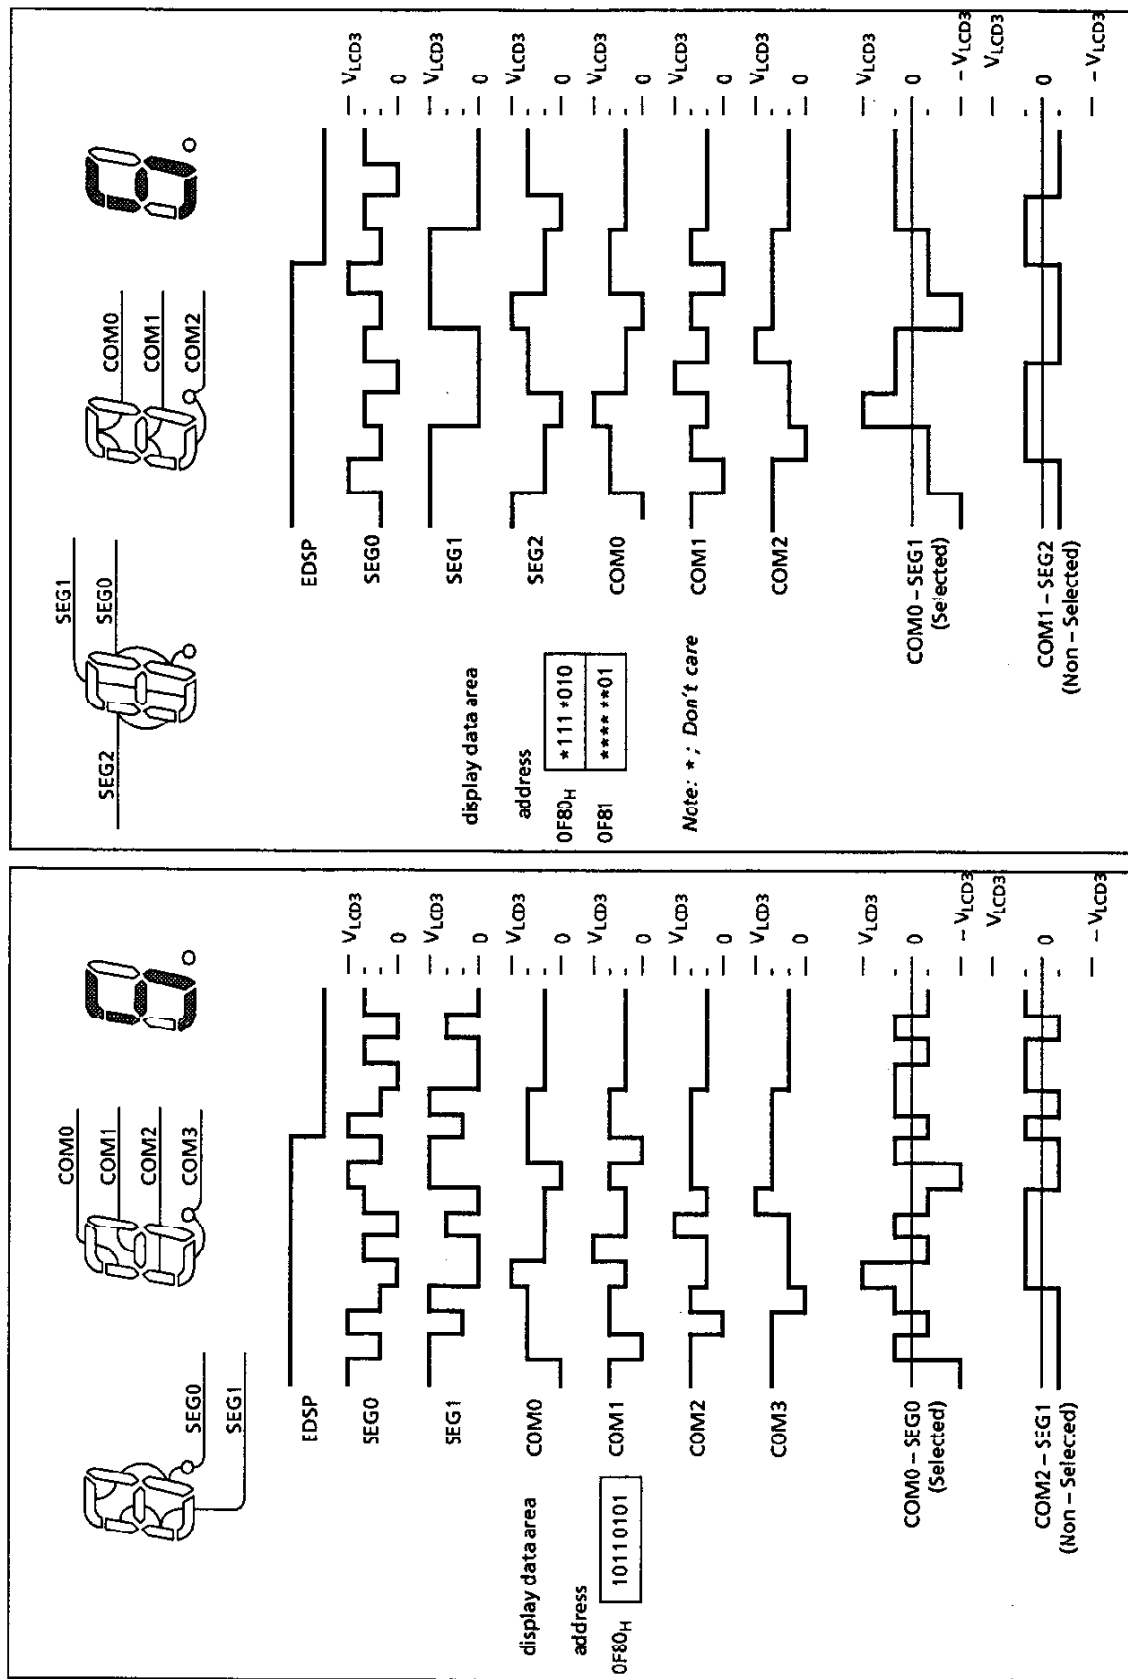 SEG0
SEG1
COM0
COM1
COM2
COM3
EDSP
SEG0
SEG1
COM0
COM1
COM2
COM3
COM0 – SEG0
(Selected)
COM2 – SEG1
(Non – Selected)
display data area
address
0F80H
10110101
VLCD3
0
VLCD3
0
VLCD3
0
VLCD3
0
VLCD3
0
VLCD3
0
VLCD3
0
– VLCD3
VLCD3
0
– VLCD3
SEG2
SEG1
SEG0
COM0
COM1
COM2
EDSP
SEG0
SEG1
SEG2
COM0
COM1
COM2
COM0 – SEG1
(Selected)
COM1 – SEG2
(Non – Selected)
display data area
address
0F80H
*111 *010
0F81
**** **01
Note: * ; Don't care
VLCD3
0
VLCD3
0
VLCD3
0
VLCD3
0
VLCD3
0
VLCD3
0
VLCD3
0
– VLCD3
VLCD3
0
– VLCD3